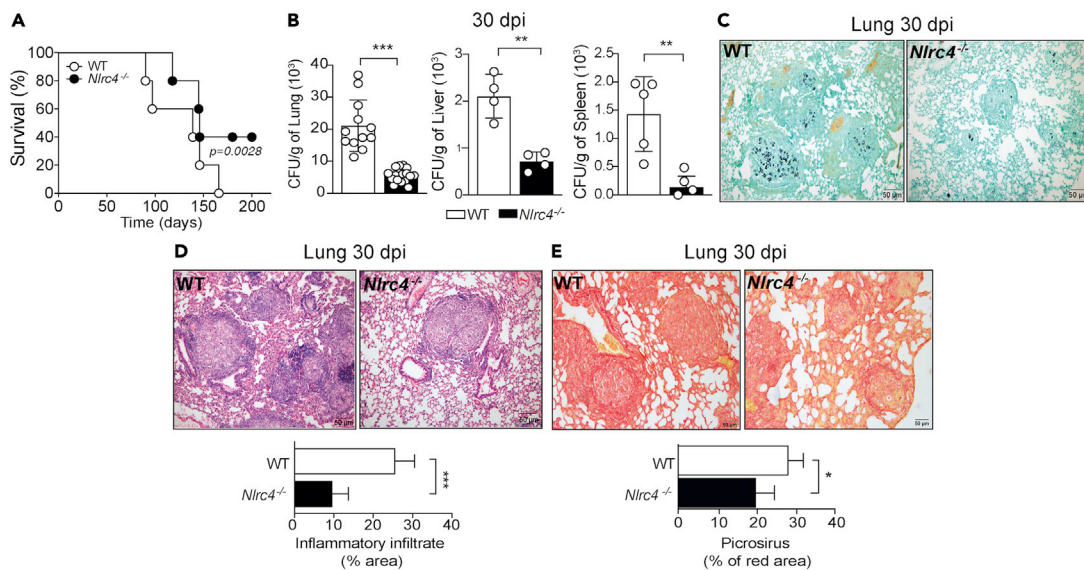 A
Survival (%)
100
80
60
40
20
0
WT
Nlrc4-/-
p=0.0028
0
50
100
150
200
Time (days)
B
30 dpi
CFU/g of Lung (10³)
40
30
20
10
0
***
CFU/g of Liver (10³)
3
2
1
0
**
CFU/g of Spleen (10³)
2.5
2.0
1.5
1.0
0.5
0.0
**
WT
Nlrc4-/-
C
Lung 30 dpi
WT
Nlrc4-/-
50 µm
50 µm
D
Lung 30 dpi
WT
Nlrc4-/-
50 µm
50 µm
WT
Nlrc4-/-
***
0
10
20
30
40
Inflammatory infiltrate
(% area)
E
Lung 30 dpi
WT
Nlrc4-/-
50 µm
50 µm
WT
Nlrc4-/-
*
0
10
20
30
40
Picrosirus
(% of red area)